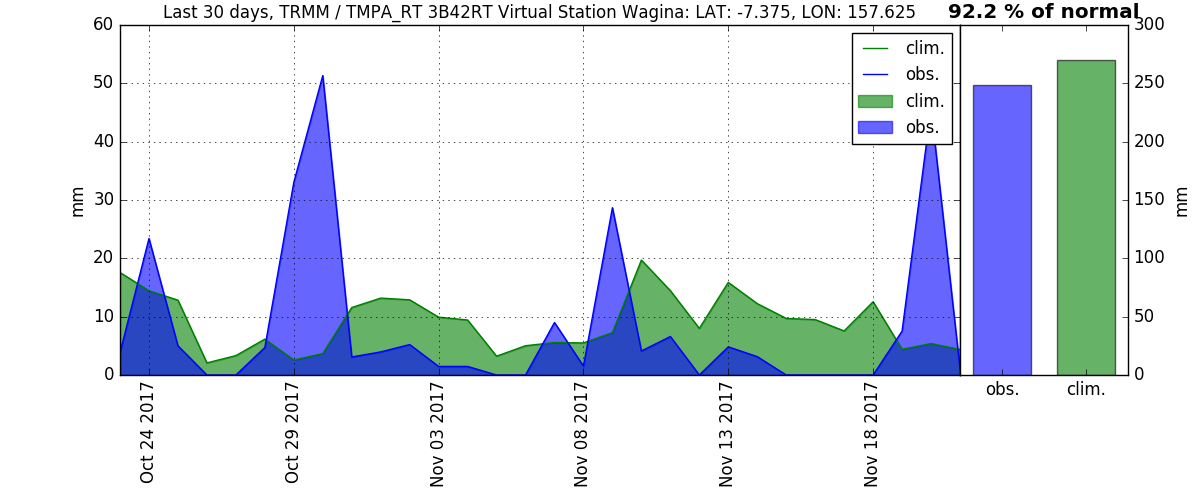 Last 30 days, TRMM / TMPA_RT 3B42RT Virtual Station Wagina: LAT: -7.375, LON: 157.625
92.2 % of normal
60
50
40
30
20
10
0
mm
clim.
obs.
clim.
obs.
300
250
200
150
100
50
0
mm
obs.
clim.
Oct 24 2017
Oct 29 2017
Nov 03 2017
Nov 08 2017
Nov 13 2017
Nov 18 2017